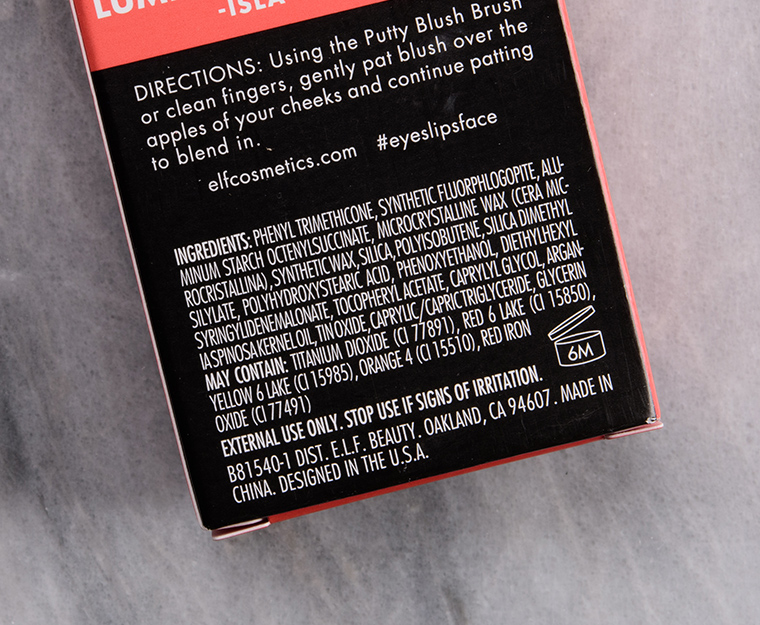 -ISLA
DIRECTIONS: Using the Putty Blush Brush
or clean fingers, gently pat blush over the
apples of your cheeks and continue patting
to blend in.
elfcosmetics.com #eyeslipsface
INGREDIENTS: PHENYL TRIMETHICONE, SYNTHETIC FLUORPHLOGOPITE, ALU-
MINUM STARCH OCTENYLSUCCINATE, MICROCRYSTALLINE WAX (CERA MIC-
ROCRISTALLINA), SYNTHETIC WAX, SILICA, POLYISOBUTENE, SILICA DIMETHYL
SILYLATE, POLYHYDROXYSTEARIC ACID, PHENOXYETHANOL, DIETHYLHEXYL
SYRINGYLIDENEMALONATE, TOCOPHERYL ACETATE, CAPRYLYL GLYCOL, ARGAN-
IA SPINOSA KERNEL OIL, TIN OXIDE, CAPRYLIC/CAPRIC TRIGLYCERIDE, GLYCERIN
MAY CONTAIN: TITANIUM DIOXIDE (CI 77891), RED 6 LAKE (CI 15850),
YELLOW 6 LAKE (CI 15985), ORANGE 4 (CI 15510), RED IRON
OXIDE (CI 77491)
6M
EXTERNAL USE ONLY. STOP USE IF SIGNS OF IRRITATION.
B81540-1 DIST. E.L.F. BEAUTY. OAKLAND, CA 94607. MADE IN
CHINA. DESIGNED IN THE U.S.A.